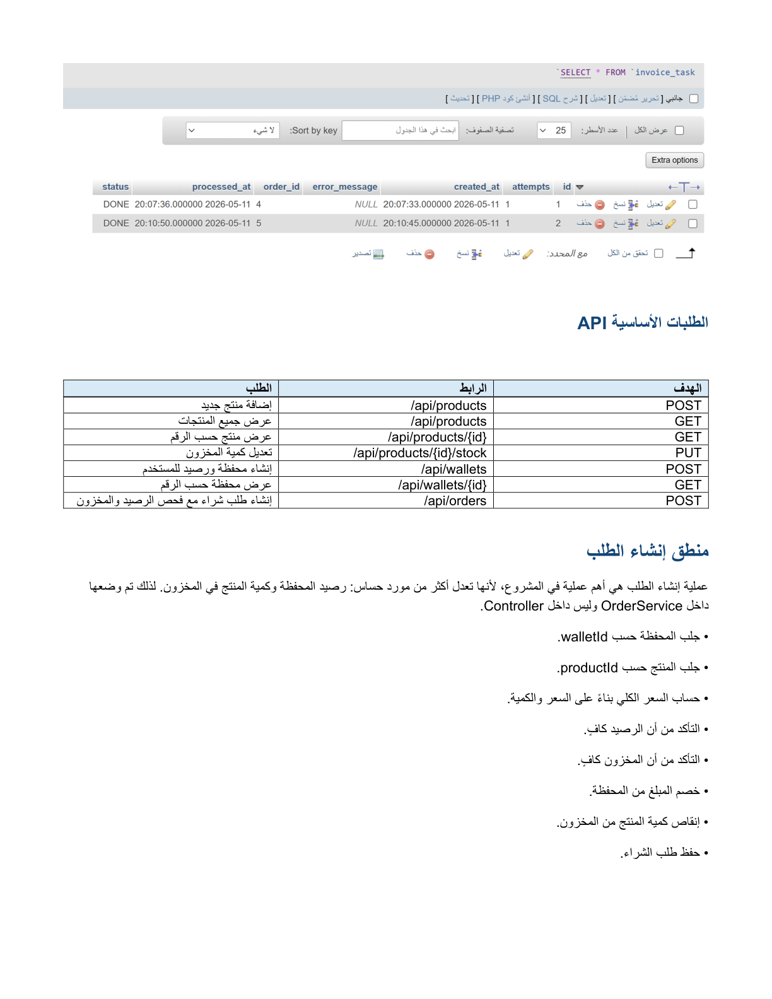 `SELECT * FROM `invoice_task
جانبي [ تحرير مُضمّن ] [ تعديل ] [ شرح SQL ] [ أنشئ كود PHP ] [ تحديث ]
عرض الكل | عدد الأسطر: 25 تصفية الصفوف: ابحث في هذا الجدول Sort by key: لا شيء
Extra options
id attempts created_at error_message order_id processed_at status
تعديل نسخ حذف 1 1 20:07:33.000000 2026-05-11 NULL 4 20:07:36.000000 2026-05-11 DONE
تعديل نسخ حذف 2 1 20:10:45.000000 2026-05-11 NULL 5 20:10:50.000000 2026-05-11 DONE
تحقق من الكل مع المحدد: تعديل نسخ حذف تصدير
الطلبات الأساسية API
الهدف الرابط الطلب
POST /api/products إضافة منتج جديد
GET /api/products عرض جميع المنتجات
GET /api/products/{id} عرض منتج حسب الرقم
PUT /api/products/{id}/stock تعديل كمية المخزون
POST /api/wallets إنشاء محفظة ورصيد للمستخدم
GET /api/wallets/{id} عرض محفظة حسب الرقم
POST /api/orders إنشاء طلب شراء مع فحص الرصيد والمخزون
منطق إنشاء الطلب
عملية إنشاء الطلب هي أهم عملية في المشروع، لأنها تعدل أكثر من مورد حساس: رصيد المحفظة وكمية المنتج في المخزون. لذلك تم وضعها
داخل OrderService وليس داخل Controller.
• جلب المحفظة حسب walletId.
• جلب المنتج حسب productId.
• حساب السعر الكلي بناءً على السعر والكمية.
• التأكد من أن الرصيد كافٍ.
• التأكد من أن المخزون كافٍ.
• خصم المبلغ من المحفظة.
• إنقاص كمية المنتج من المخزون.
• حفظ طلب الشراء.